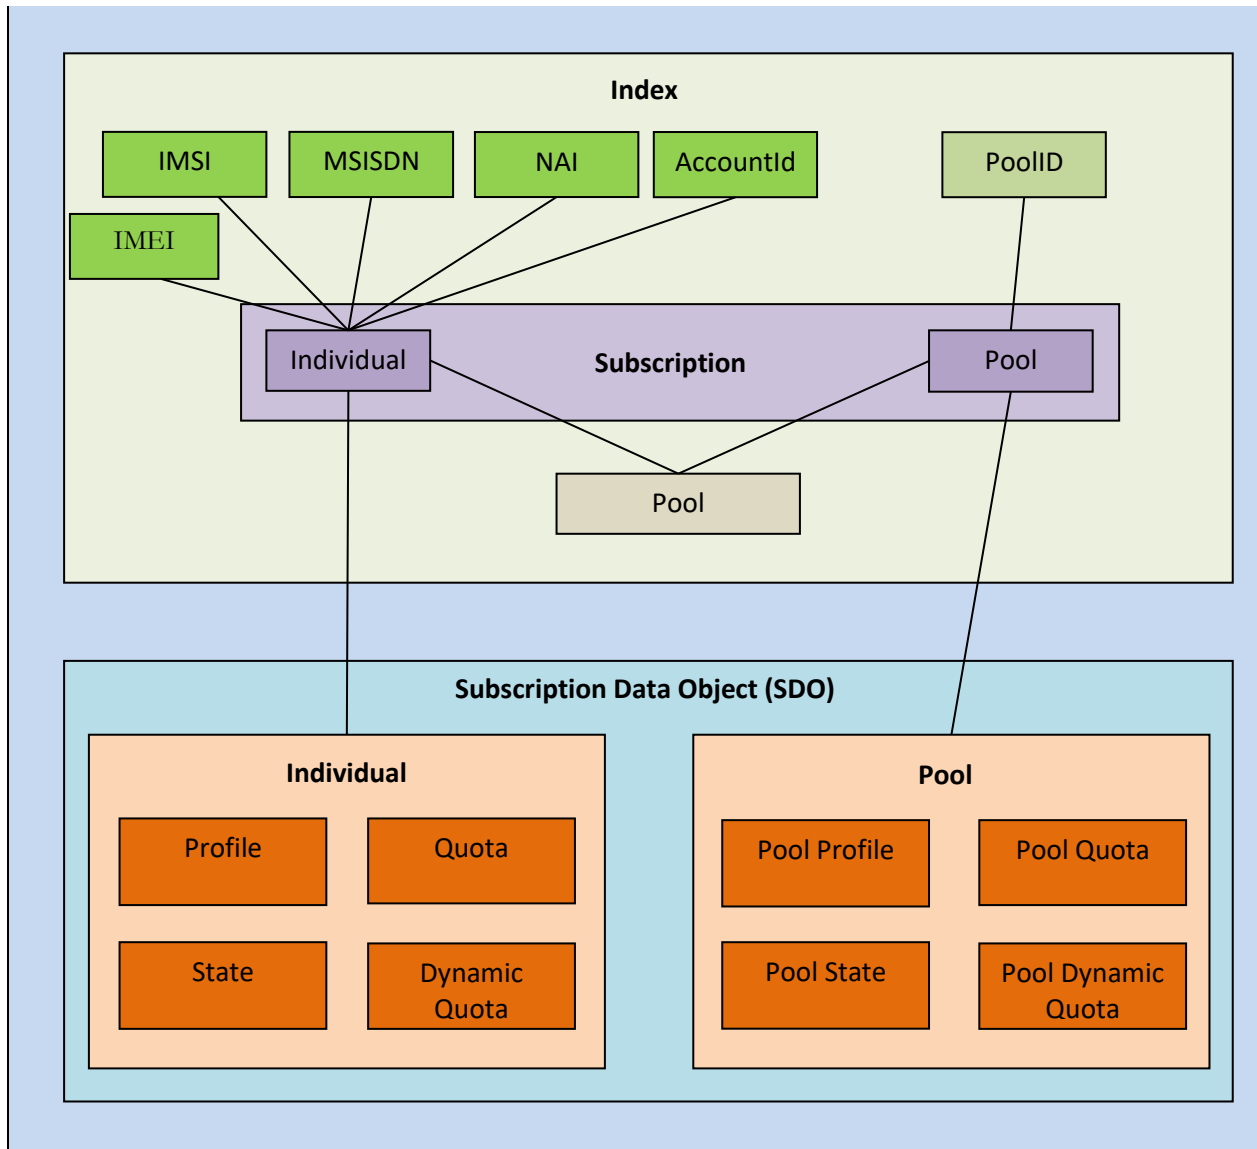 Index
IMSI
MSISDN
NAI
AccountId
PoolID
IMEI
Individual
Subscription
Pool
Pool
Subscription Data Object (SDO)
Individual
Profile
Quota
State
Dynamic
Quota
Pool
Pool Profile
Pool Quota
Pool State
Pool Dynamic
Quota